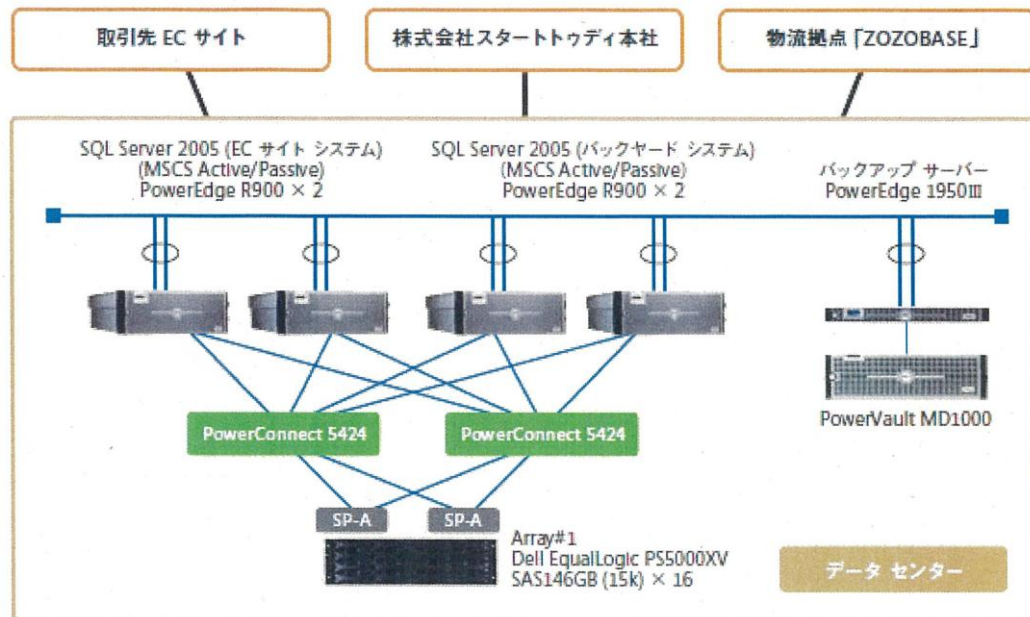 取引先 EC サイト
株式会社スタートトゥデイ本社
物流拠点「ZOZOBASE」
SQL Server 2005 (EC サイト システム)
(MSCS Active/Passive)
PowerEdge R900 × 2
SQL Server 2005 (バックヤード システム)
(MSCS Active/Passive)
PowerEdge R900 × 2
バックアップ サーバー
PowerEdge 1950Ⅲ
PowerVault MD1000
PowerConnect 5424
PowerConnect 5424
SP-A
SP-A
Array#1
Dell EqualLogic PS5000XV
SAS146GB (15k) × 16
データ センター